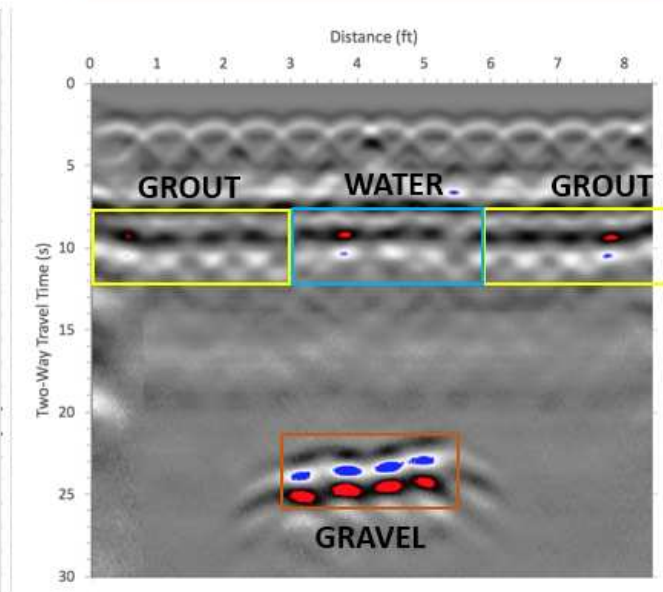 Distance (ft)
0 1 2 3 4 5 6 7 8
0
5
GROUT WATER GROUT
10
15
20
25
GRAVEL
30
Two-Way Travel Time (s)